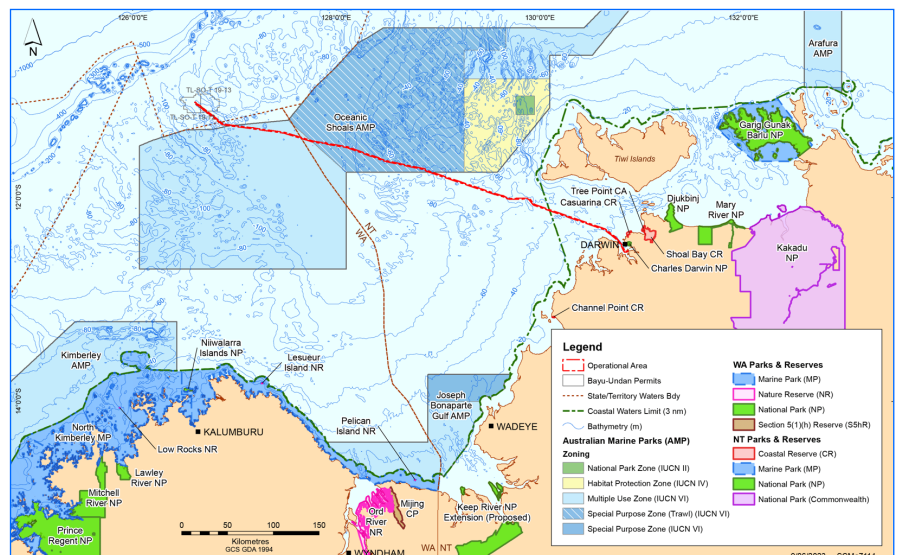 126°0'0"E
128°0'0"E
130°0'0"E
132°0'0"E
N
Arafura
AMP
-500
-1000
TL-SO-T 19-13
Oceanic
Shoals AMP
Garig Gunak
Barlu NP
Tiwi Islands
12°0'0"S
Tree Point CA
Casuarina CR
Djukbinj
NP
Mary
River NP
NT
WA
DARWIN
Shoal Bay CR
Charles Darwin NP
Kakadu
NP
Channel Point CR
Kimberley
AMP
Niiwalarra
Islands NP
Lesueur
Island NR
14°0'0"S
Joseph
Bonaparte
Gulf AMP
Pelican
Island NR
WADEYE
North
Kimberley MP
KALUMBURU
Low Rocks NR
Lawley
River NP
Mitchell
River NP
Prince
Regent NP
Ord
River
NR
Mijing
CP
Keep River NP
Extension (Proposed)
WYNDHAM
WA NT
0 50 100 150
Kilometres
GCS GDA 1994
Legend
Operational Area
Bayu-Undan Permits
State/Territory Waters Bdy
Coastal Waters Limit (3 nm)
Bathymetry (m)
Australian Marine Parks (AMP)
Zoning
National Park Zone (IUCN II)
Habitat Protection Zone (IUCN IV)
Multiple Use Zone (IUCN VI)
Special Purpose Zone (Trawl) (IUCN VI)
Special Purpose Zone (IUCN VI)
WA Parks & Reserves
Marine Park (MP)
Nature Reserve (NR)
National Park (NP)
Section 5(1)(h) Reserve (S5hR)
NT Parks & Reserves
Coastal Reserve (CR)
Marine Park (MP)
National Park (NP)
National Park (Commonwealth)